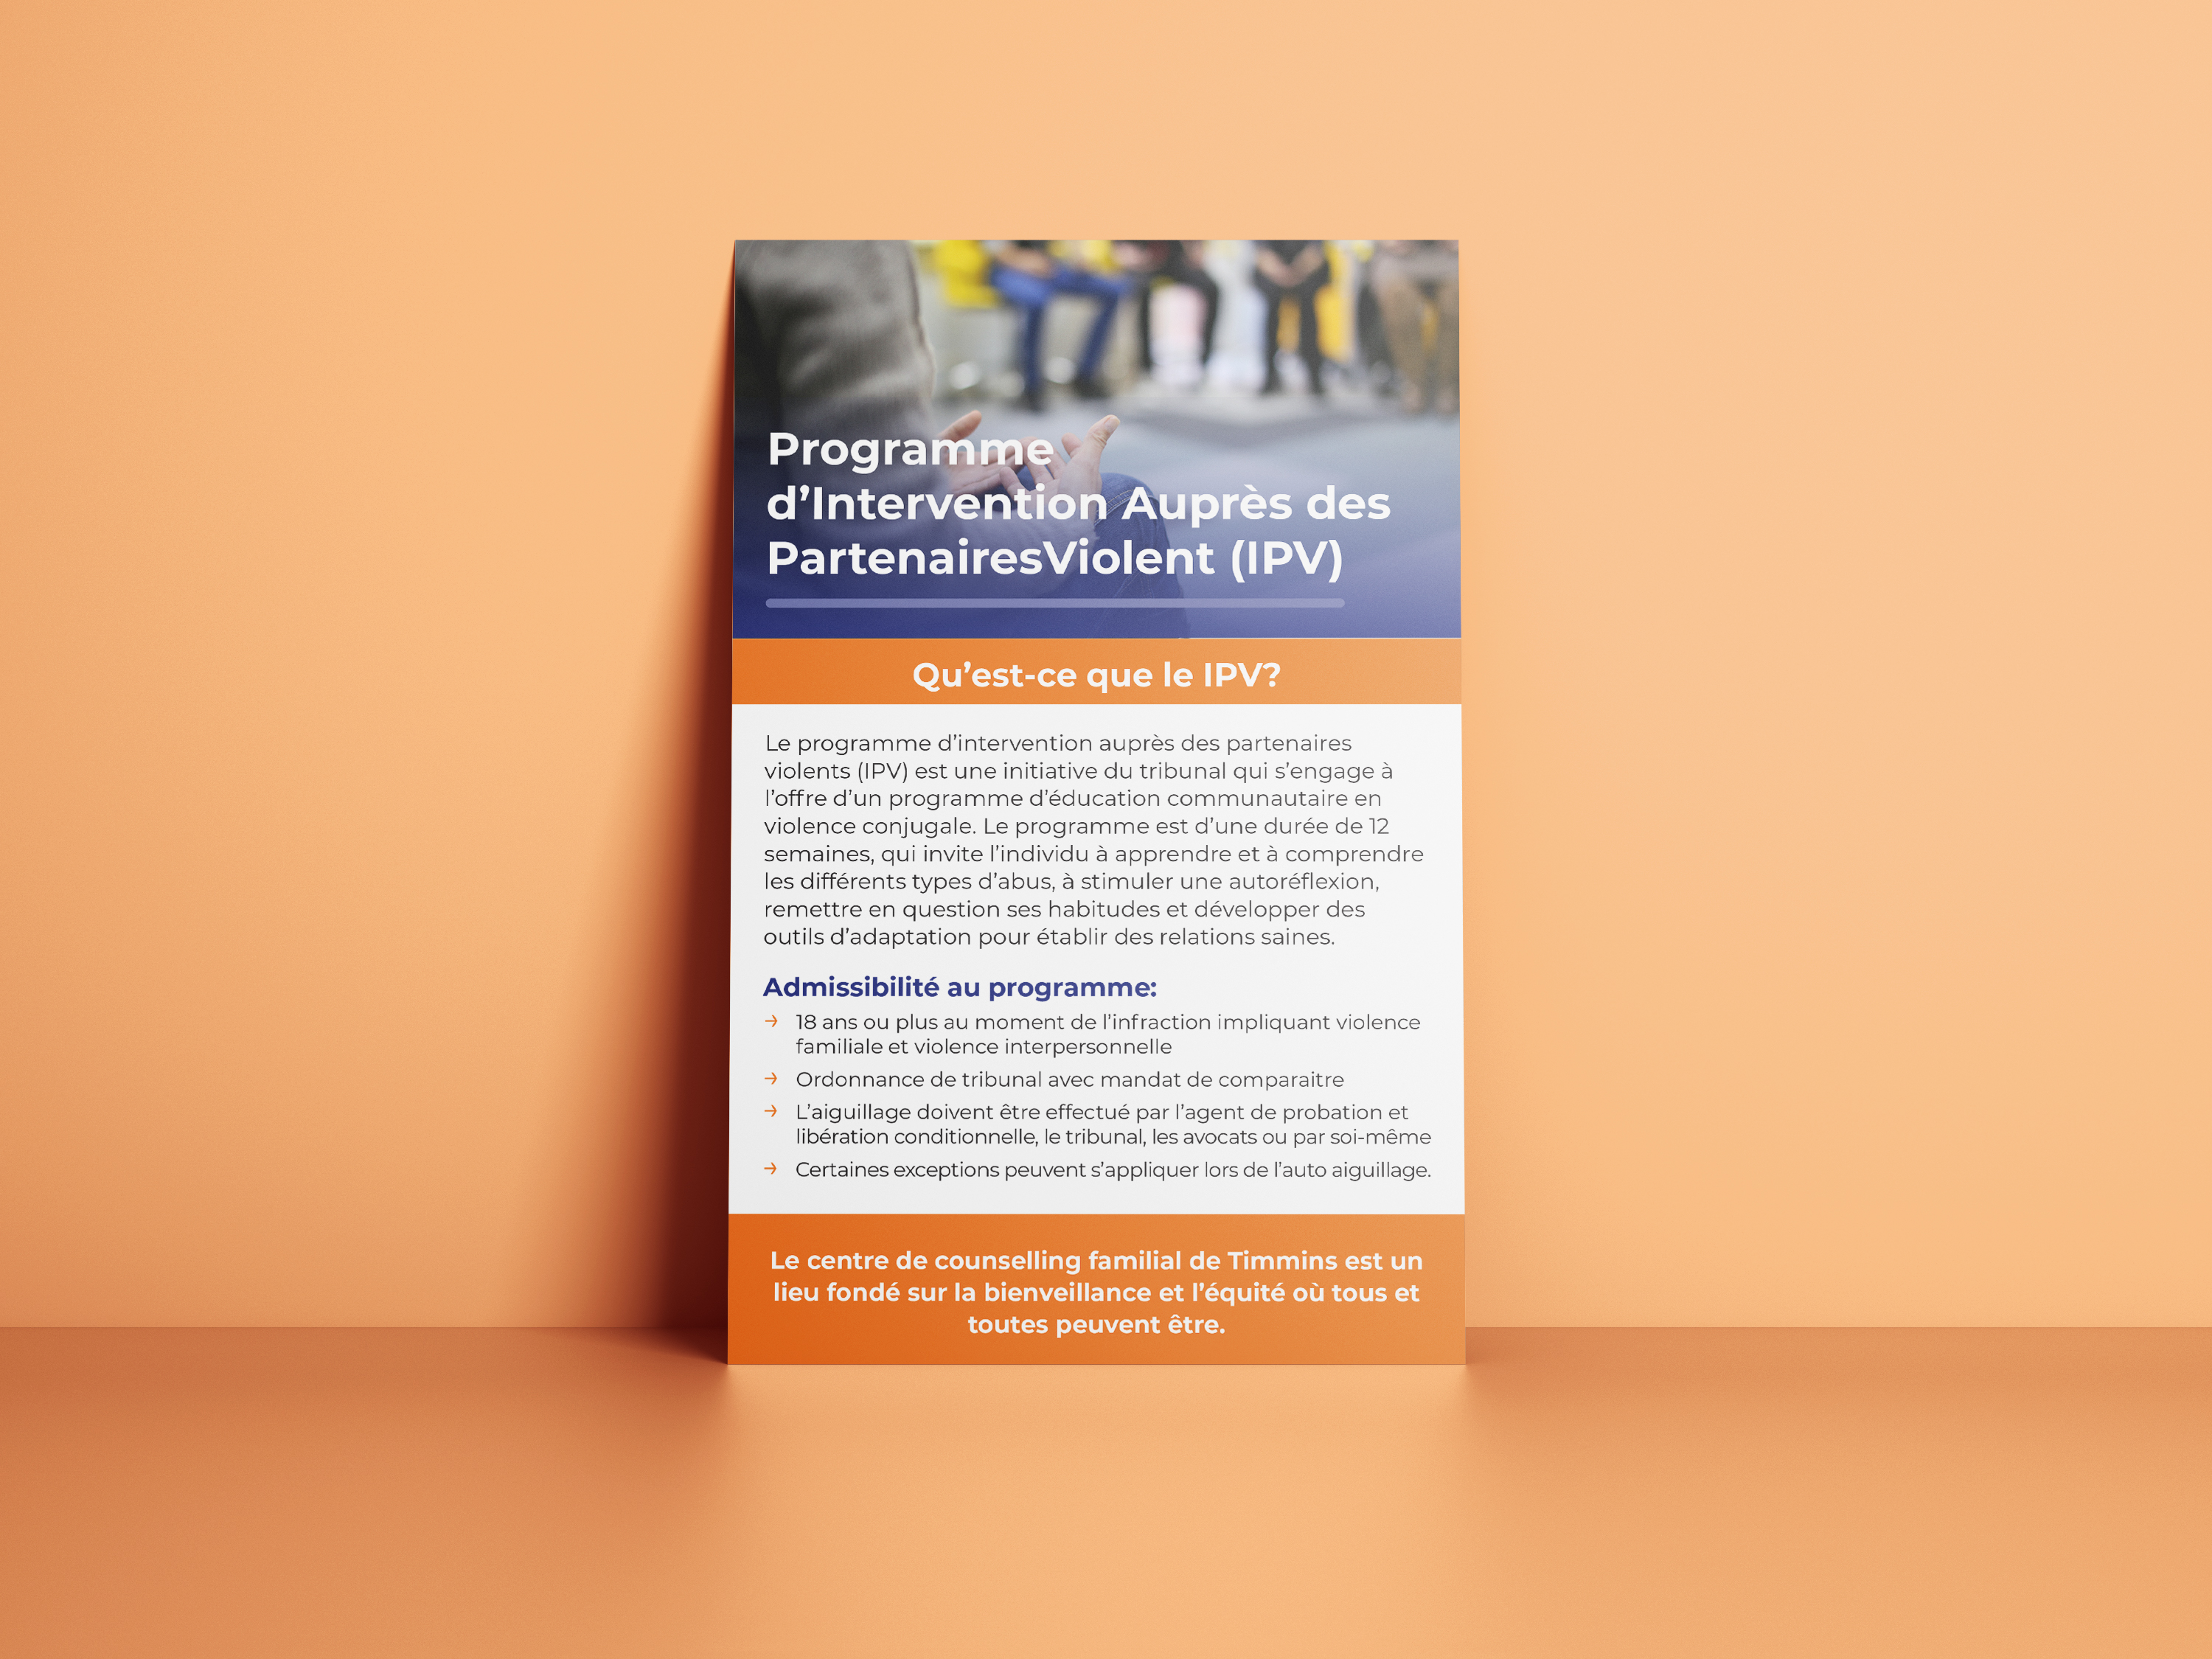 Programme
d’Intervention Auprès des
PartenairesViolent (IPV)
Qu’est-ce que le IPV?
Le programme d’intervention auprès des partenaires
violents (IPV) est une initiative du tribunal qui s’engage à
l’offre d’un programme d’éducation communautaire en
violence conjugale. Le programme est d’une durée de 12
semaines, qui invite l’individu à apprendre et à comprendre
les différents types d’abus, à stimuler une autoréflexion,
remettre en question ses habitudes et développer des
outils d’adaptation pour établir des relations saines.
Admissibilité au programme:
→ 18 ans ou plus au moment de l’infraction impliquant violence
familiale et violence interpersonnelle
→ Ordonnance de tribunal avec mandat de comparaitre
→ L’aiguillage doivent être effectué par l’agent de probation et
libération conditionnelle, le tribunal, les avocats ou par soi-même
→ Certaines exceptions peuvent s’appliquer lors de l’auto aiguillage.
Le centre de counselling familial de Timmins est un
lieu fondé sur la bienveillance et l’équité où tous et
toutes peuvent être.